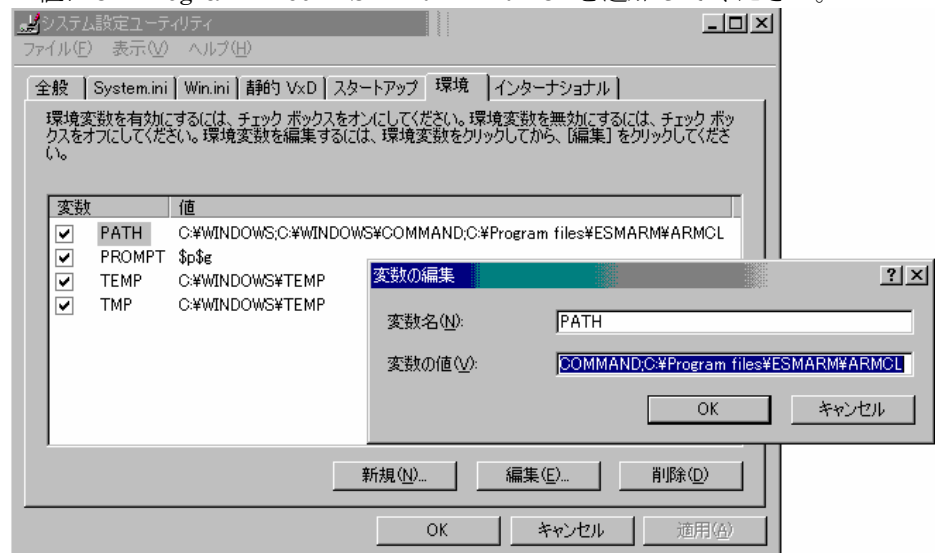 システム設定ユーティリティ
ファイル(F) 表示(V) ヘルプ(H)
全般 System.ini Win.ini 静的 VxD スタートアップ 環境 インターナショナル
環境変数を有効にするには、チェック ボックスをオンにしてください。環境変数を無効にするには、チェック ボッ
クスをオフにしてください。環境変数を編集するには、環境変数をクリックしてから、[編集] をクリックしてくださ
い。
変数 値
PATH C:¥WINDOWS;C:¥WINDOWS¥COMMAND;C:¥Program files¥ESMARM¥ARMCL
PROMPT $p$g
TEMP C:¥WINDOWS¥TEMP
TMP C:¥WINDOWS¥TEMP
変数の編集
変数名(N): PATH
変数の値(V): COMMAND;C:¥Program files¥ESMARM¥ARMCL
OK キャンセル
新規(N)... 編集(E)... 削除(D)
OK キャンセル 適用(A)